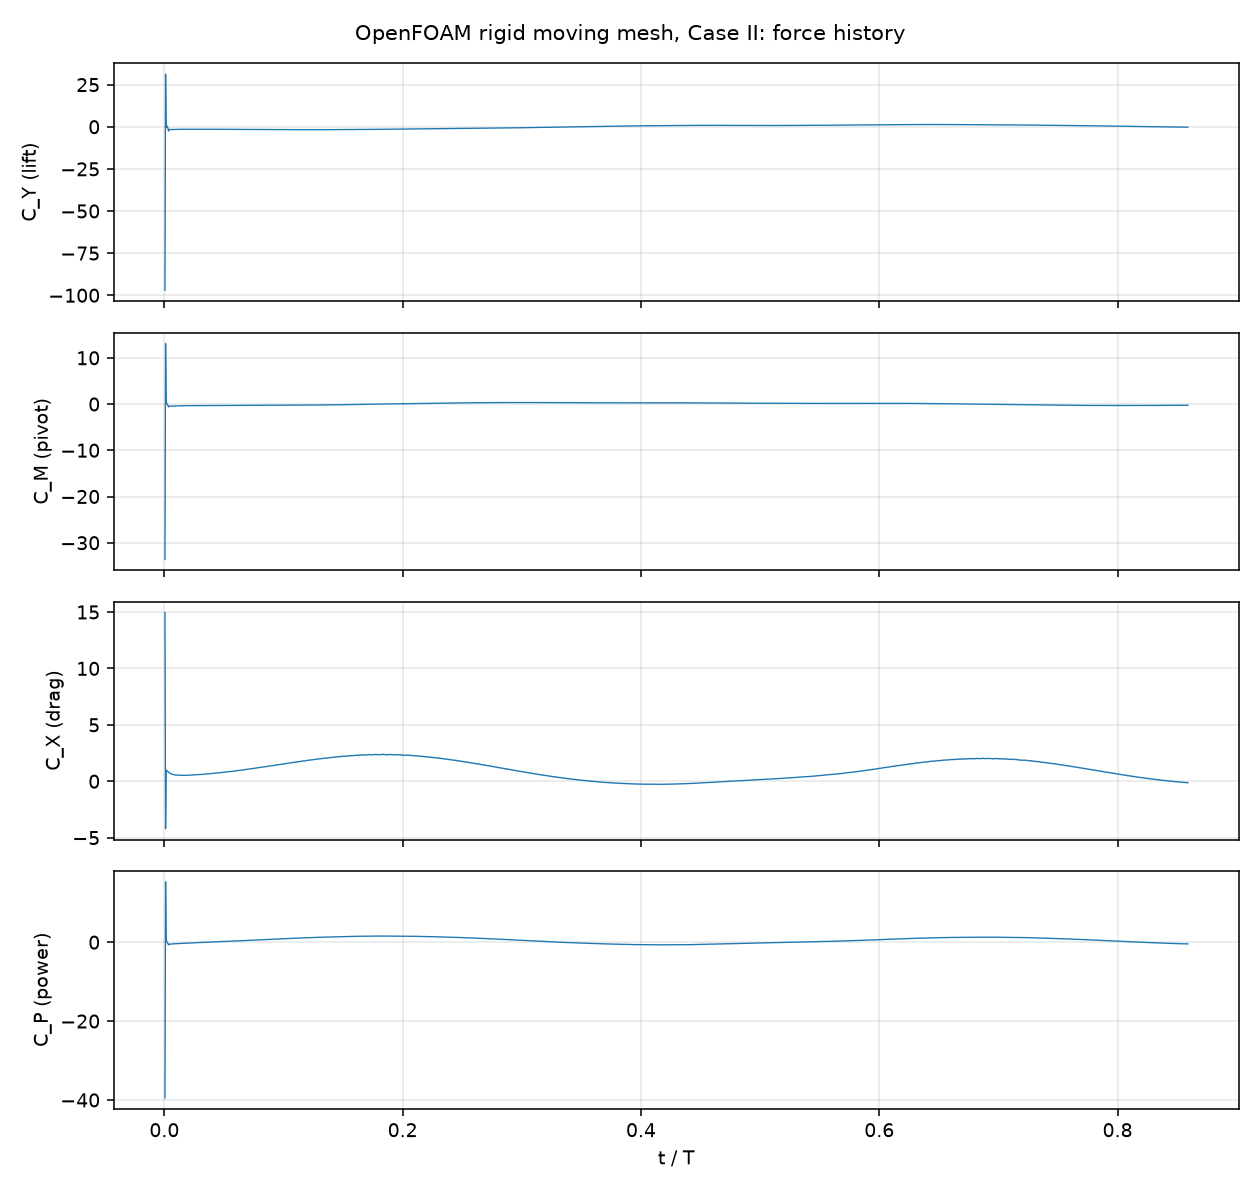 OpenFOAM rigid moving mesh, Case II: force history
25
0
−25
−50
−75
−100
C_Y (lift)
10
0
−10
−20
−30
C_M (pivot)
15
10
5
0
−5
C_X (drag)
0
−20
−40
C_P (power)
0.0 0.2 0.4 0.6 0.8
t / T